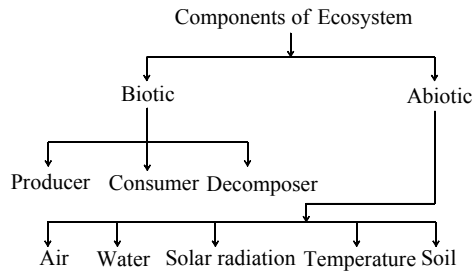 Components of Ecosystem
Biotic
Abiotic
Producer Consumer Decomposer
Air Water Solar radiation Temperature Soil